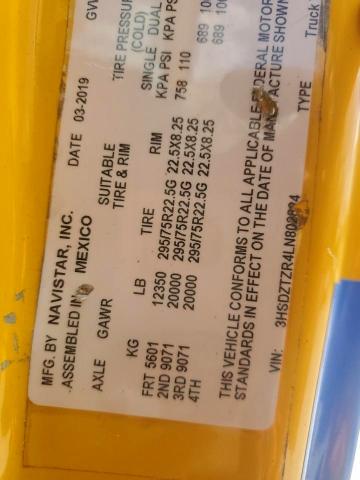 MFG. BY NAVISTAR, INC. DATE 03-2019 GV
ASSEMBLED IN MEXICO
GAWR SUITABLE TIRE PRESSUR
AXLE TIRE & RIM (COLD)
SINGLE DUAL
KG LB TIRE RIM KPA PSI KPA PS
FRT 5601 12350 295/75R22.5G 22.5X8.25 758 110
2ND 9071 20000 295/75R22.5G 22.5X8.25 689 10
3RD 9071 20000 295/75R22.5G 22.5X8.25 689 10
4TH
THIS VEHICLE CONFORMS TO ALL APPLICABLE FEDERAL MOTOR
STANDARDS IN EFFECT ON THE DATE OF MANUFACTURE SHOWN
VIN: TYPE Truck